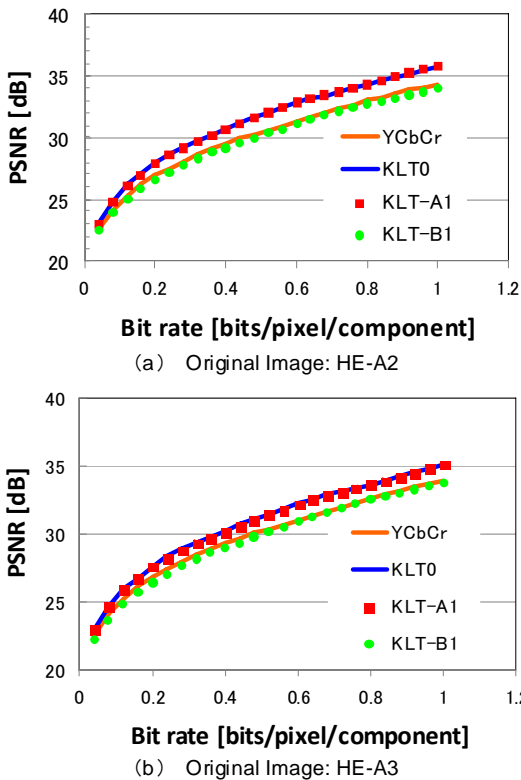 40
35
30
25
20
PSNR [dB]
YCbCr
KLT0
KLT-A1
KLT-B1
0 0.2 0.4 0.6 0.8 1 1.2
Bit rate [bits/pixel/component]
(a) Original Image: HE-A2
40
35
30
25
20
PSNR [dB]
YCbCr
KLT0
KLT-A1
KLT-B1
0 0.2 0.4 0.6 0.8 1 1.2
Bit rate [bits/pixel/component]
(b) Original Image: HE-A3